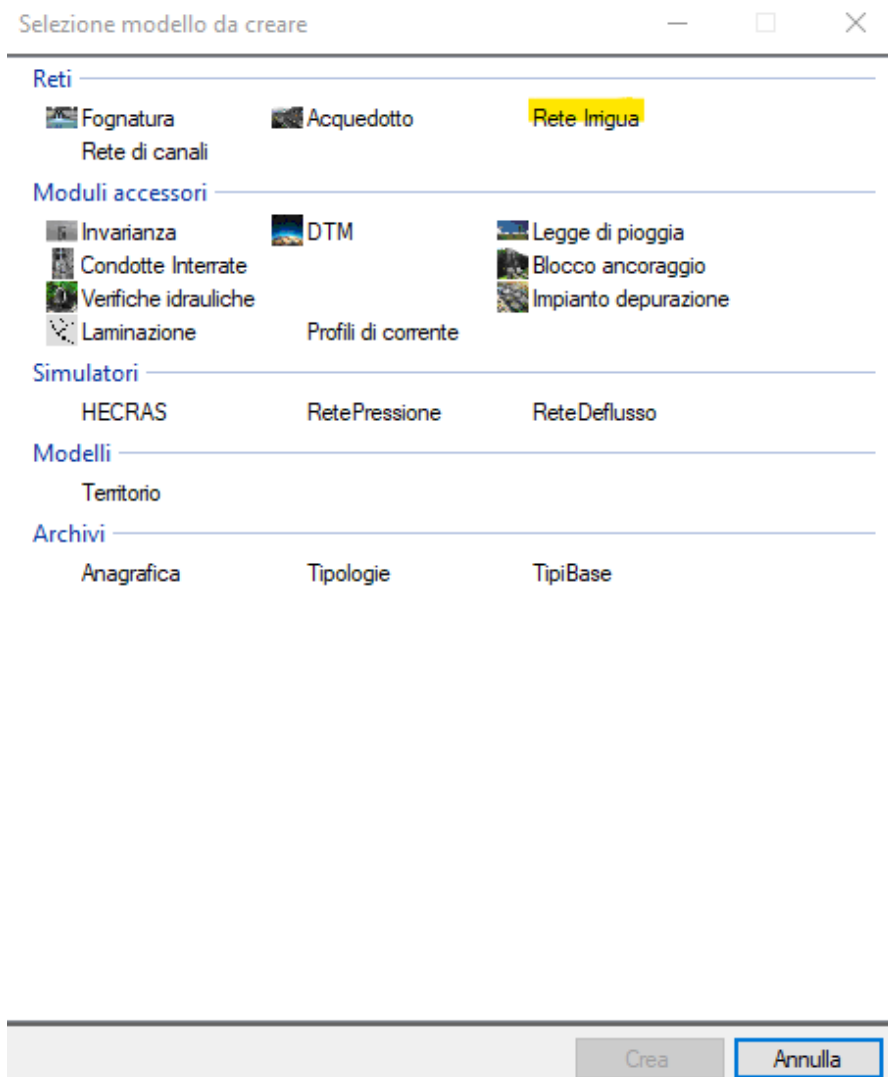 Selezione modello da creare
Reti
Fognatura Acquedotto Rete Irrigua
Rete di canali
Moduli accessori
Invarianza DTM Legge di pioggia
Condotte Interrate Blocco ancoraggio
Verifiche idrauliche Impianto depurazione
Laminazione Profili di corrente
Simulatori
HECRAS RetePressione ReteDeflusso
Modelli
Territorio
Archivi
Anagrafica Tipologie TipiBase
Crea Annulla